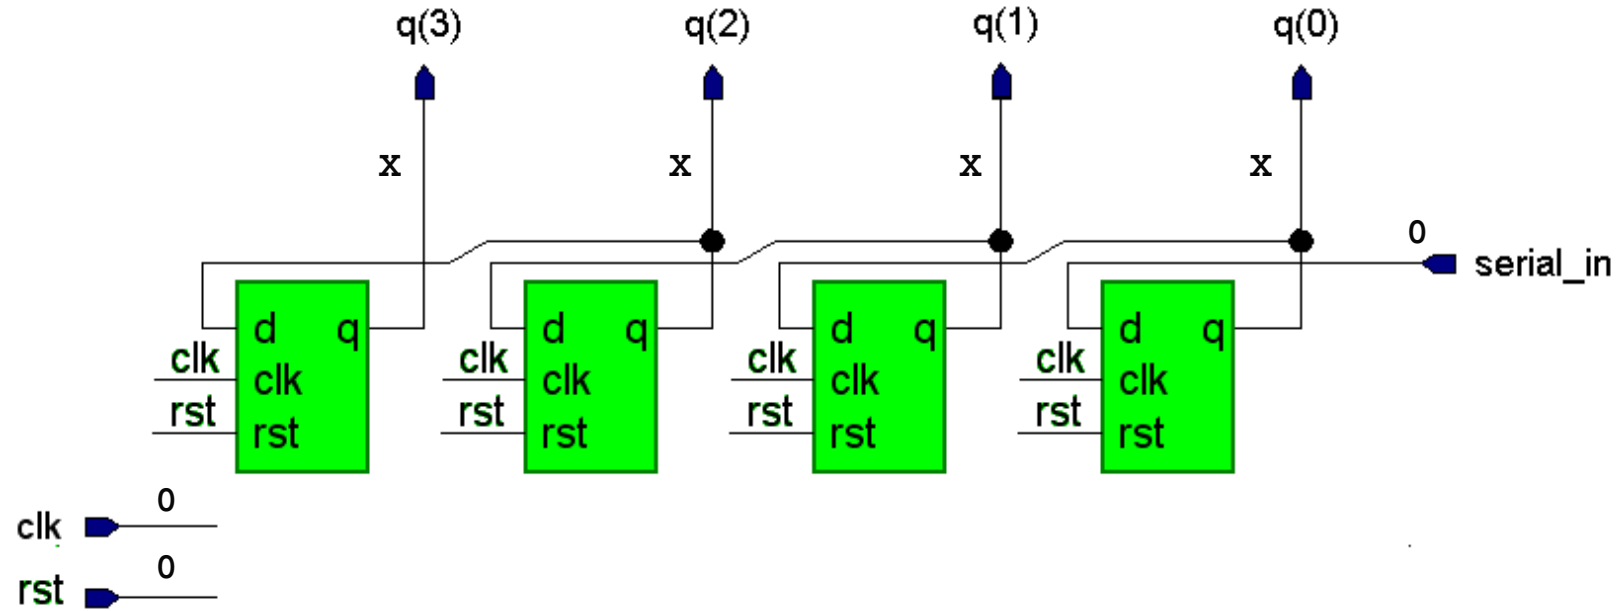 q(3) q(2) q(1) q(0)
x x x x
0
serial_in
d q d q d q d q
clk clk clk clk
clk clk clk clk
rst rst rst rst
rst rst rst rst
0
clk
0
rst